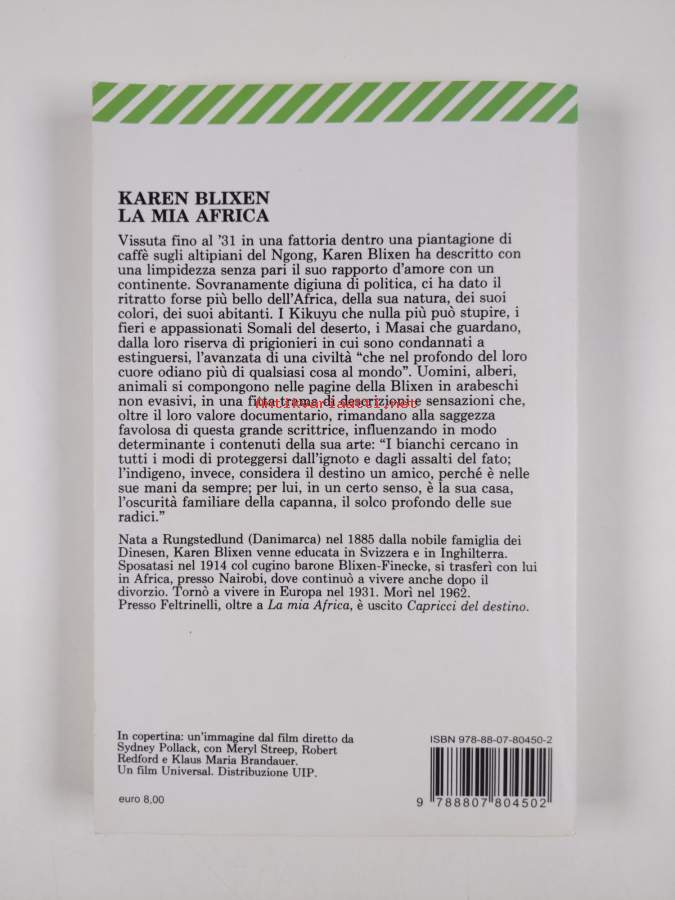 KAREN BLIXEN
LA MIA AFRICA
Vissuta fino al ’31 in una fattoria dentro una piantagione di
caffè sugli altipiani del Ngong, Karen Blixen ha descritto con
una limpidezza senza pari il suo rapporto d’amore con un
continente. Sovranamente digiuna di politica, ci ha dato il
ritratto forse più bello dell’Africa, della sua natura, dei suoi
colori, dei suoi abitanti. I Kikuyu che nulla più può stupire, i
fieri e appassionati Somali del deserto, i Masai che guardano,
dalla loro riserva di prigionieri in cui sono condannati a
estinguersi, l’avanzata di una civiltà “che nel profondo del loro
cuore odiano più di qualsiasi cosa al mondo”. Uomini, alberi,
animali si compongono nelle pagine della Blixen in arabeschi
non evasivi, in una fitta trama di descrizioni e sensazioni che,
Antikvariaatti.net
oltre il loro valore documentario, rimandano alla saggezza
favolosa di questa grande scrittrice, influenzando in modo
determinante i contenuti della sua arte: “I bianchi cercano in
tutti i modi di proteggersi dall’ignoto e dagli assalti del fato;
l’indigeno, invece, considera il destino un amico, perché è nelle
sue mani da sempre; per lui, in un certo senso, è la sua casa,
l’oscurità familiare della capanna, il solco profondo delle sue
radici.”
Nata a Rungstedlund (Danimarca) nel 1885 dalla nobile famiglia dei
Dinesen, Karen Blixen venne educata in Svizzera e in Inghilterra.
Sposatasi nel 1914 col cugino barone Blixen-Finecke, si trasferì con lui
in Africa, presso Nairobi, dove continuò a vivere anche dopo il
divorzio. Tornò a vivere in Europa nel 1931. Morì nel 1962.
Presso Feltrinelli, oltre a La mia Africa, è uscito Capricci del destino.
In copertina: un’immagine dal film diretto da
Sydney Pollack, con Meryl Streep, Robert
Redford e Klaus Maria Brandauer.
Un film Universal. Distribuzione UIP.
euro 8,00
ISBN 978-88-07-80450-2
9 788807 804502